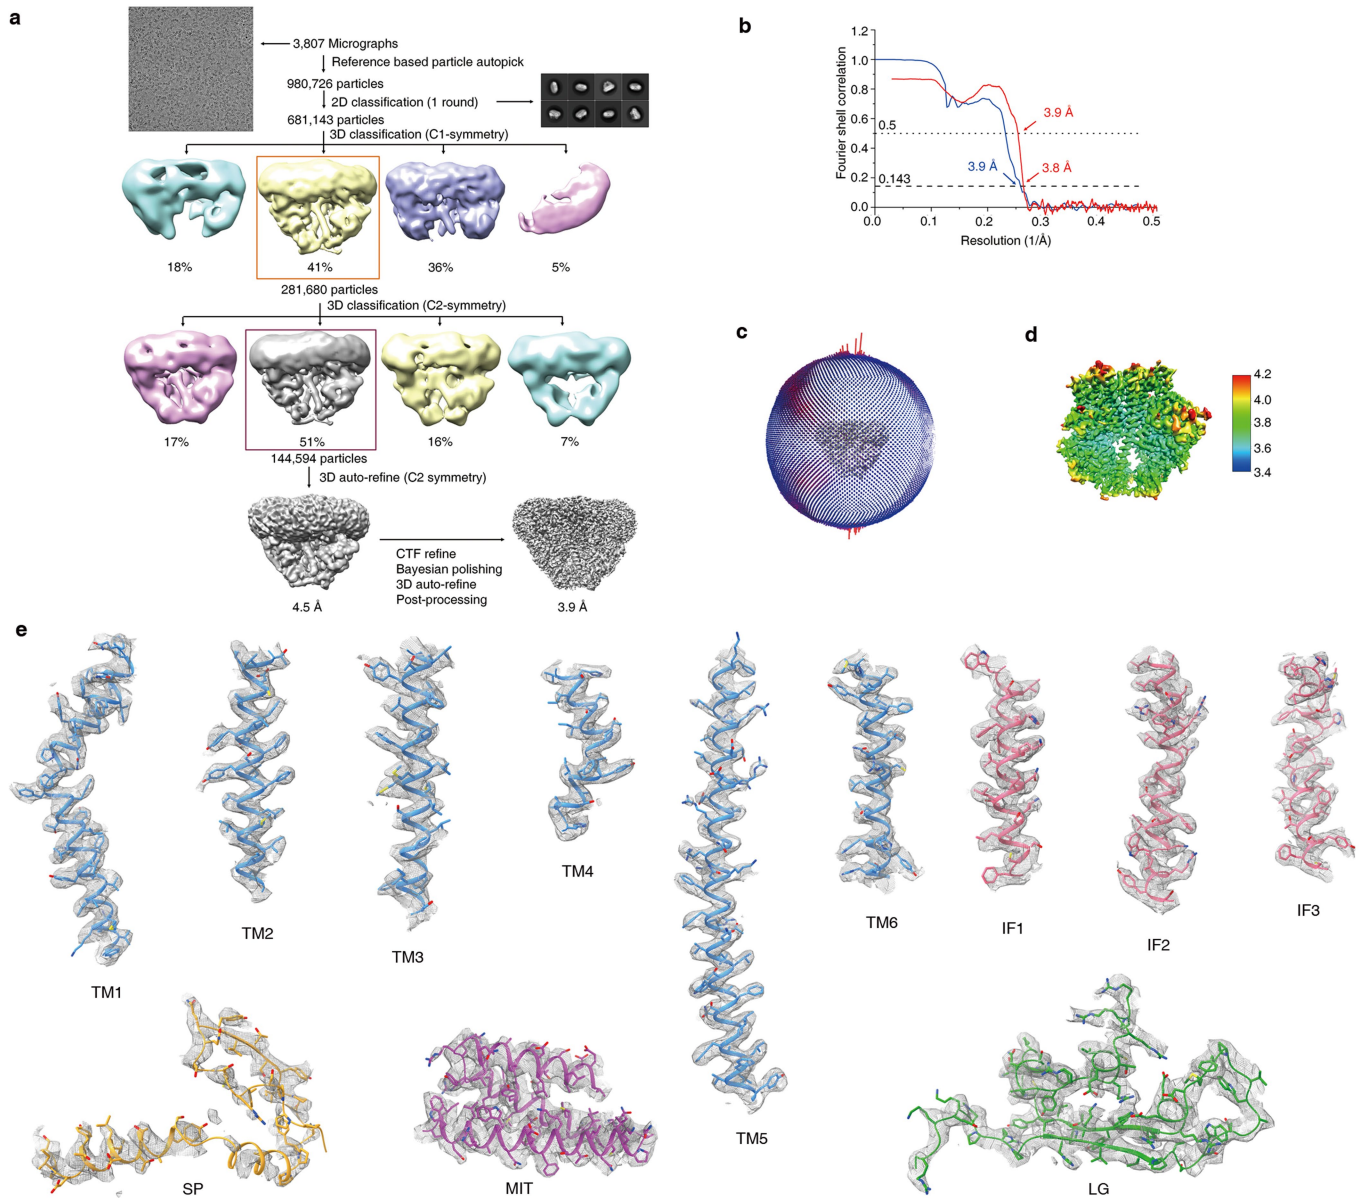 a
3,807 Micrographs
Reference based particle autopick
980,726 particles
2D classification (1 round)
681,143 particles
3D classification (C1-symmetry)
18%
41%
36%
5%
281,680 particles
3D classification (C2-symmetry)
17%
51%
16%
7%
144,594 particles
3D auto-refine (C2 symmetry)
CTF refine
Bayesian polishing
3D auto-refine
Post-processing
4.5 Å
3.9 Å
b
Fourier shell correlation
1.2
1.0
0.8
0.6
0.4
0.2
0.0
0.5
0.143
3.9 Å
3.9 Å
3.8 Å
0.0
0.1
0.2
0.3
0.4
0.5
Resolution (1/Å)
c
d
4.2
4.0
3.8
3.6
3.4
e
TM1
TM2
TM3
TM4
TM5
TM6
IF1
IF2
IF3
SP
MIT
LG